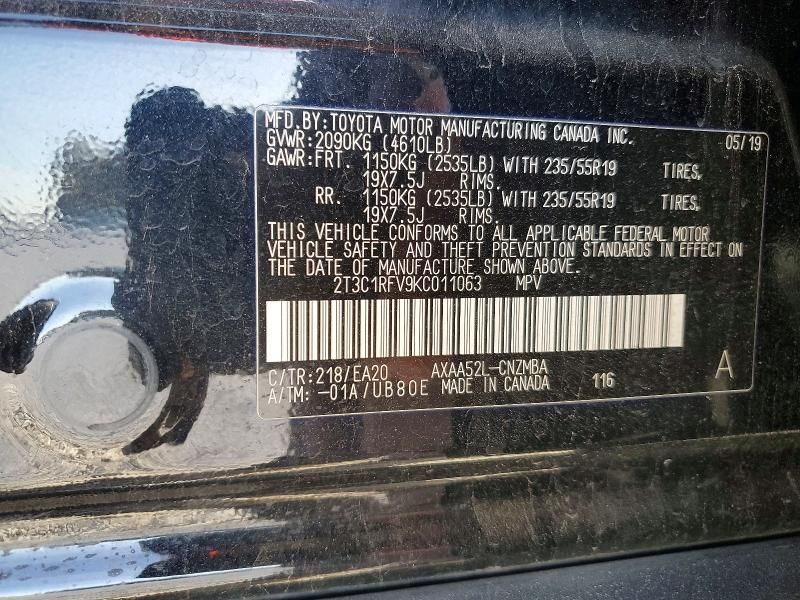 MFD.BY:TOYOTA MOTOR MANUFACTURING CANADA INC. 05/19
GVWR:2090KG (4610LB)
GAWR:FRT. 1150KG (2535LB) WITH 235/55R19 TIRES,
19X7.5J RIMS.
RR. 1150KG (2535LB) WITH 235/55R19 TIRES,
19X7.5J RIMS.
THIS VEHICLE CONFORMS TO ALL APPLICABLE FEDERAL MOTOR
VEHICLE SAFETY AND THEFT PREVENTION STANDARDS IN EFFECT ON
THE DATE OF MANUFACTURE SHOWN ABOVE.
2T3C1RFV9KC011063 MPV
C/TR:218/EA20 AXAA52L-CNZMBA
A/TM:-01A/UB80E MADE IN CANADA 116 A